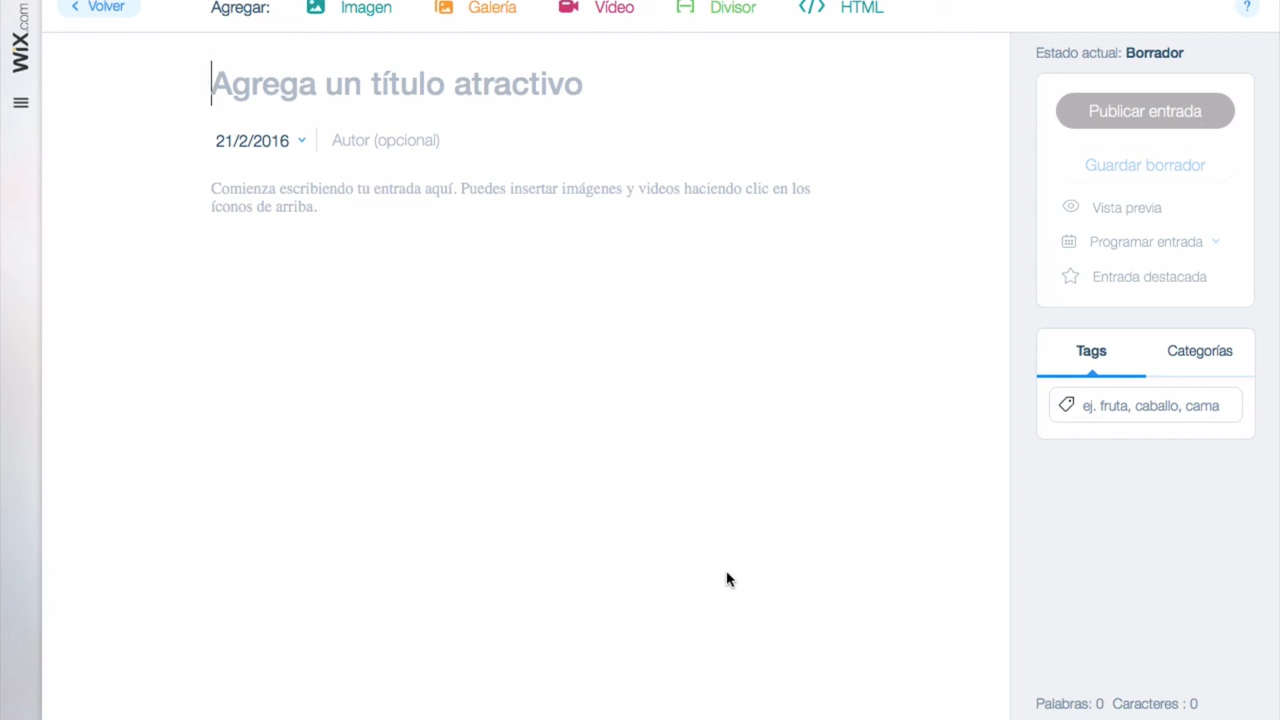 Volver
Agregar: Imagen Galería Vídeo Divisor </> HTML ?
WiX.com
Agrega un título atractivo
21/2/2016 Autor (opcional)
Comienza escribiendo tu entrada aquí. Puedes insertar imágenes y videos haciendo clic en los
íconos de arriba.
Estado actual: Borrador
Publicar entrada
Guardar borrador
Vista previa
Programar entrada
Entrada destacada
Tags Categorías
ej. fruta, caballo, cama
Palabras: 0 Caracteres : 0